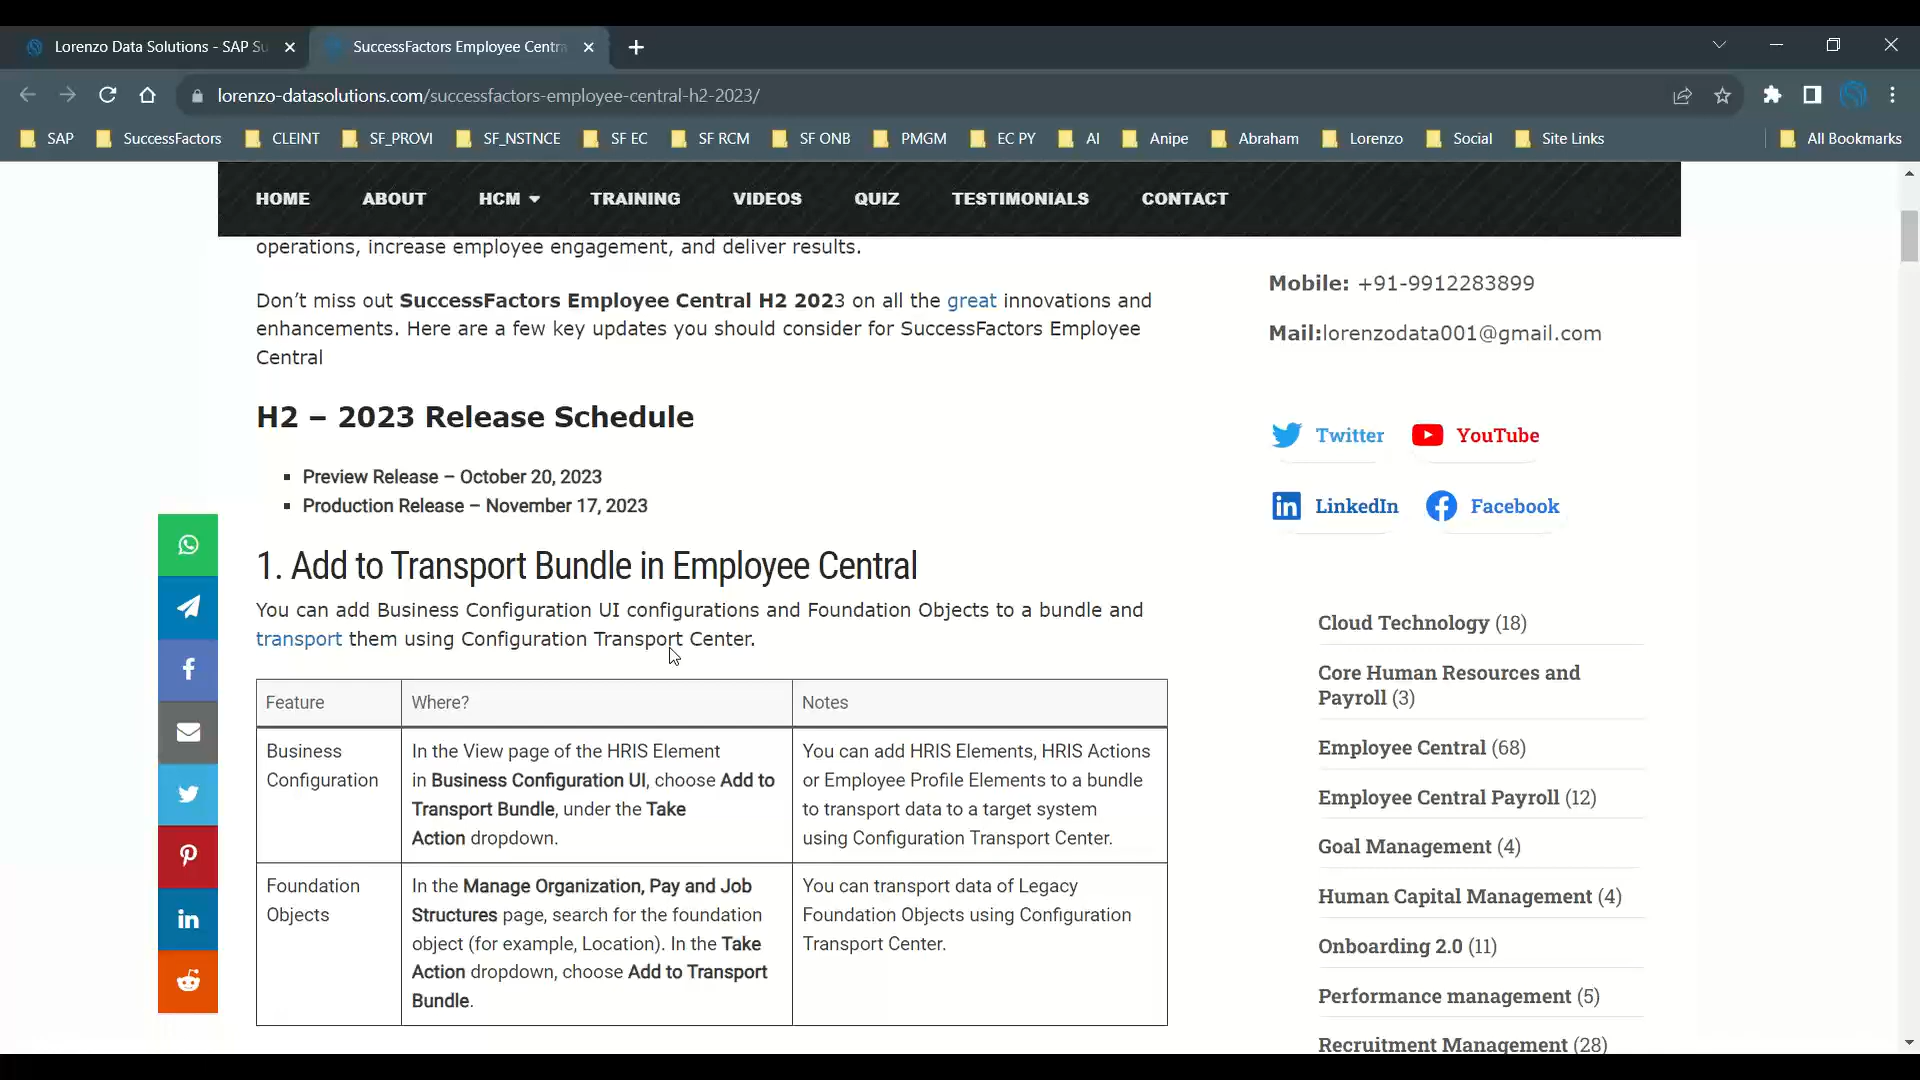 Lorenzo Data Solutions - SAP Su
SuccessFactors Employee Centra
lorenzo-datasolutions.com/successfactors-employee-central-h2-2023/
SAP
SuccessFactors
CLEINT
SF_PROVI
SF_NSTNCE
SF EC
SF RCM
SF ONB
PMGM
EC PY
AI
Anipe
Abraham
Lorenzo
Social
Site Links
All Bookmarks
HOME
ABOUT
HCM
TRAINING
VIDEOS
QUIZ
TESTIMONIALS
CONTACT
operations, increase employee engagement, and deliver results.
Don’t miss out SuccessFactors Employee Central H2 2023 on all the great innovations and
enhancements. Here are a few key updates you should consider for SuccessFactors Employee
Central
H2 – 2023 Release Schedule
▪ Preview Release – October 20, 2023
▪ Production Release – November 17, 2023
1. Add to Transport Bundle in Employee Central
You can add Business Configuration UI configurations and Foundation Objects to a bundle and
transport them using Configuration Transport Center.
Feature
Where?
Notes
Business
Configuration
In the View page of the HRIS Element
in Business Configuration UI, choose Add to
Transport Bundle, under the Take
Action dropdown.
You can add HRIS Elements, HRIS Actions
or Employee Profile Elements to a bundle
to transport data to a target system
using Configuration Transport Center.
Foundation
Objects
In the Manage Organization, Pay and Job
Structures page, search for the foundation
object (for example, Location). In the Take
Action dropdown, choose Add to Transport
Bundle.
You can transport data of Legacy
Foundation Objects using Configuration
Transport Center.
Mobile: +91-9912283899
Mail:lorenzodata001@gmail.com
Twitter
YouTube
LinkedIn
Facebook
Cloud Technology (18)
Core Human Resources and
Payroll (3)
Employee Central (68)
Employee Central Payroll (12)
Goal Management (4)
Human Capital Management (4)
Onboarding 2.0 (11)
Performance management (5)
Recruitment Management (28)